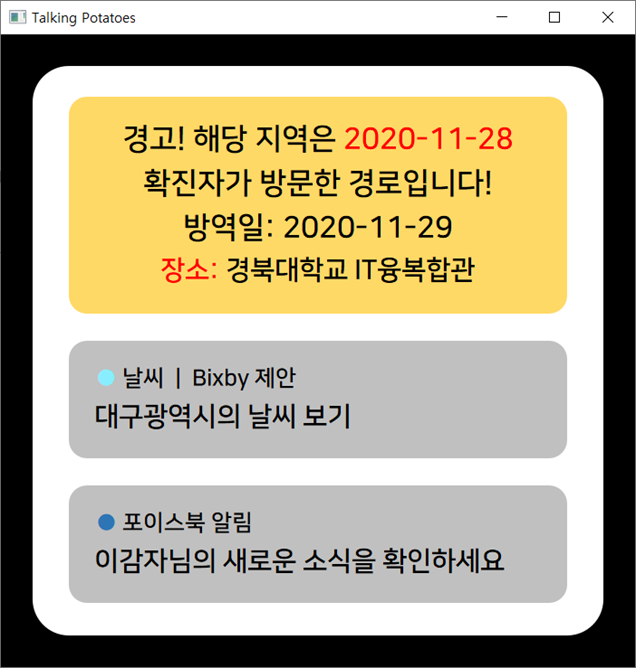 Talking Potatoes
경고! 해당 지역은 2020-11-28
확진자가 방문한 경로입니다!
방역일: 2020-11-29
장소: 경북대학교 IT융복합관
날씨 | Bixby 제안
대구광역시의 날씨 보기
포이스북 알림
이감자님의 새로운 소식을 확인하세요